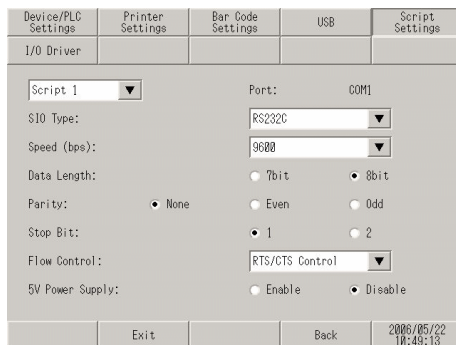 Device/PLC Settings
Printer Settings
Bar Code Settings
USB
Script Settings
I/O Driver
Script 1
Port: COM1
SIO Type: RS232C
Speed (bps): 9600
Data Length: 7bit 8bit
Parity: None Even Odd
Stop Bit: 1 2
Flow Control: RTS/CTS Control
5V Power Supply: Enable Disable
Exit
Back
2006/05/22
10:49:13